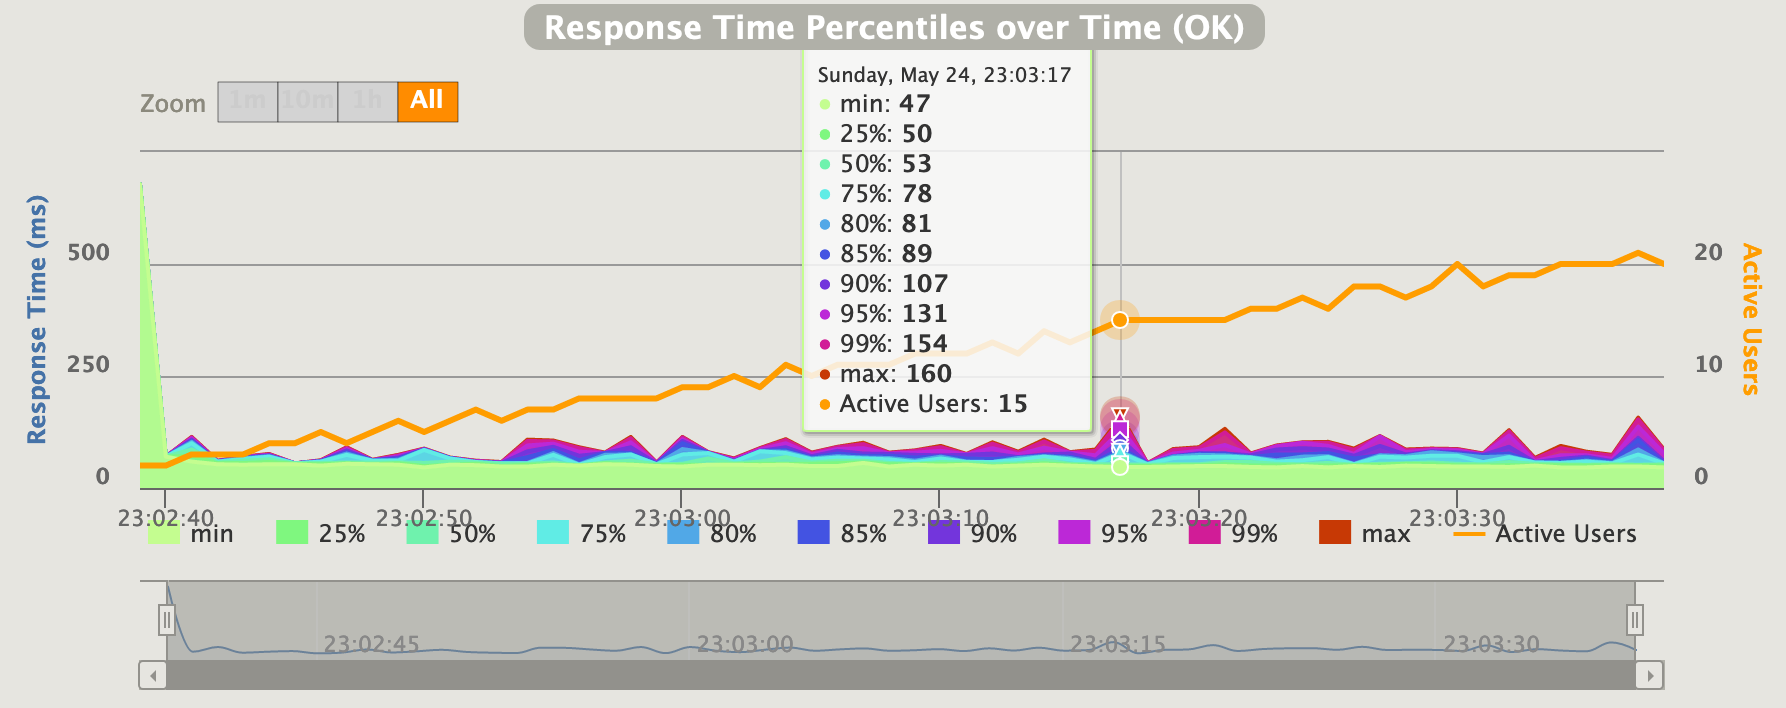 Response Time Percentiles over Time (OK)
Zoom 1m 10m 1h All
Sunday, May 24, 23:03:17
min: 47
25%: 50
50%: 53
75%: 78
80%: 81
85%: 89
90%: 107
95%: 131
99%: 154
max: 160
Active Users: 15
Response Time (ms)
500
250
0
20
10
0
Active Users
23:02:40 23:02:50 23:03:00 23:03:10 23:03:20 23:03:30
min 25% 50% 75% 80% 85% 90% 95% 99% max Active Users
23:02:45 23:03:00 23:03:15 23:03:30